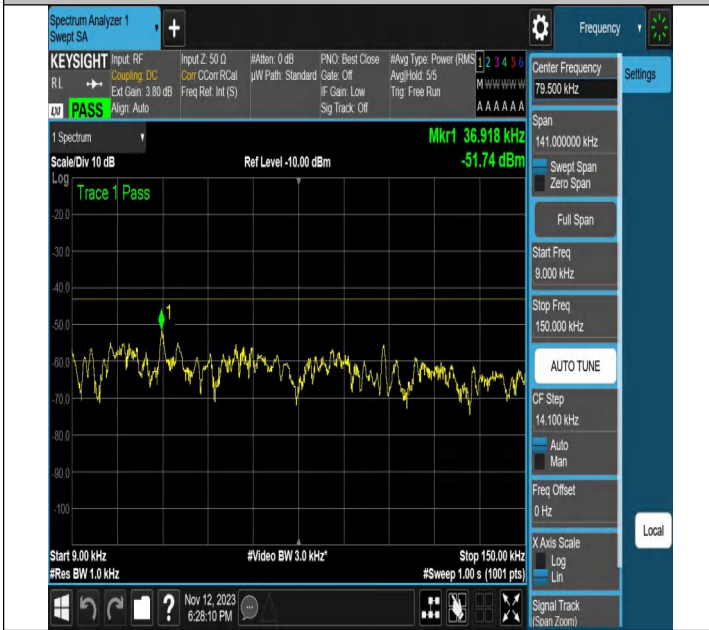 Spectrum Analyzer 1
Swept SA
+
Frequency
KEYSIGHT
RL
LXI
PASS
Input: RF
Coupling: DC
Ext Gain: 3.80 dB
Align: Auto
Input Z: 50 Ω
Corr CCorr RCal
Freq Ref: Int (S)
#Atten: 0 dB
µW Path: Standard
PNO: Best Close
Gate: Off
IF Gain: Low
Sig Track: Off
#Avg Type: Power (RMS
Avg|Hold: 5/5
Trig: Free Run
1 2 3 4 5 6
M W W W W W
A A A A A A
1 Spectrum
Scale/Div 10 dB
Ref Level -10.00 dBm
Mkr1 36.918 kHz
-51.74 dBm
Log
Trace 1 Pass
1
-20.0
-30.0
-40.0
-50.0
-60.0
-70.0
-80.0
-90.0
-100
Start 9.00 kHz
#Video BW 3.0 kHz*
Stop 150.00 kHz
#Res BW 1.0 kHz
#Sweep 1.00 s (1001 pts)
Nov 12, 2023
6:28:10 PM
?
Center Frequency
79.500 kHz
Settings
Span
141.000000 kHz
Swept Span
Zero Span
Full Span
Start Freq
9.000 kHz
Stop Freq
150.000 kHz
AUTO TUNE
CF Step
14.100 kHz
Auto
Man
Freq Offset
0 Hz
Local
X Axis Scale
Log
Lin
Signal Track
(Span Zoom)